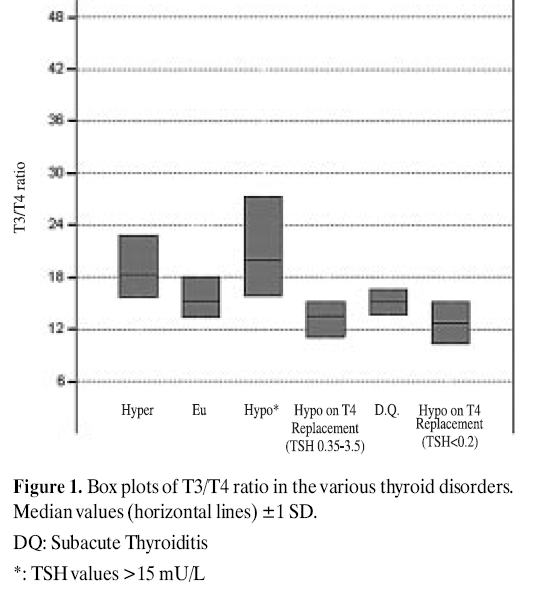 48
42
36
30
24
18
12
6
T3/T4 ratio
Hyper Eu Hypo* Hypo on T4 D.Q. Hypo on T4
Replacement Replacement
(TSH 0.35-3.5) (TSH<0.2)
Figure 1. Box plots of T3/T4 ratio in the various thyroid disorders.
Median values (horizontal lines) ±1 SD.
DQ: Subacute Thyroiditis
*: TSH values >15 mU/L